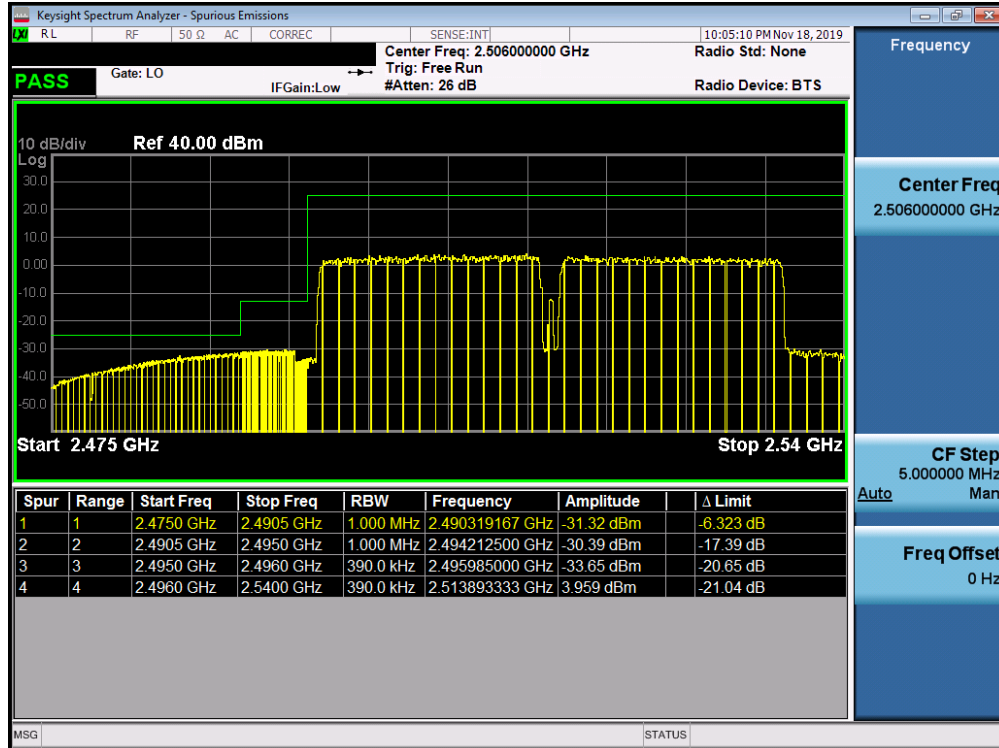 Keysight Spectrum Analyzer - Spurious Emissions
LXI RL RF 50 Ω AC CORREC SENSE:INT 10:05:10 PM Nov 18, 2019
Center Freq: 2.506000000 GHz Radio Std: None
PASS Gate: LO Trig: Free Run
IFGain:Low #Atten: 26 dB Radio Device: BTS
10 dB/div Ref 40.00 dBm
Log
30.0
20.0
10.0
0.00
-10.0
-20.0
-30.0
-40.0
-50.0
Start 2.475 GHz Stop 2.54 GHz
Spur Range Start Freq Stop Freq RBW Frequency Amplitude Δ Limit
1 1 2.4750 GHz 2.4905 GHz 1.000 MHz 2.490319167 GHz -31.32 dBm -6.323 dB
2 2 2.4905 GHz 2.4950 GHz 1.000 MHz 2.494212500 GHz -30.39 dBm -17.39 dB
3 3 2.4950 GHz 2.4960 GHz 390.0 kHz 2.495985000 GHz -33.65 dBm -20.65 dB
4 4 2.4960 GHz 2.5400 GHz 390.0 kHz 2.513893333 GHz 3.959 dBm -21.04 dB
Frequency
Center Freq
2.506000000 GHz
CF Step
5.000000 MHz
Auto Man
Freq Offset
0 Hz
MSG STATUS